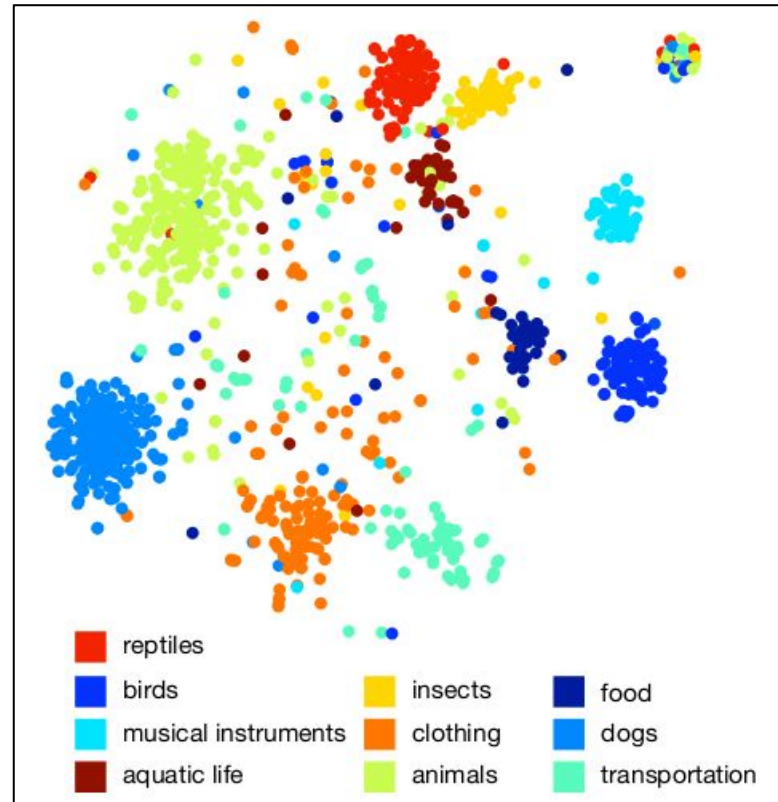 reptiles
birds insects food
musical instruments clothing dogs
aquatic life animals transportation